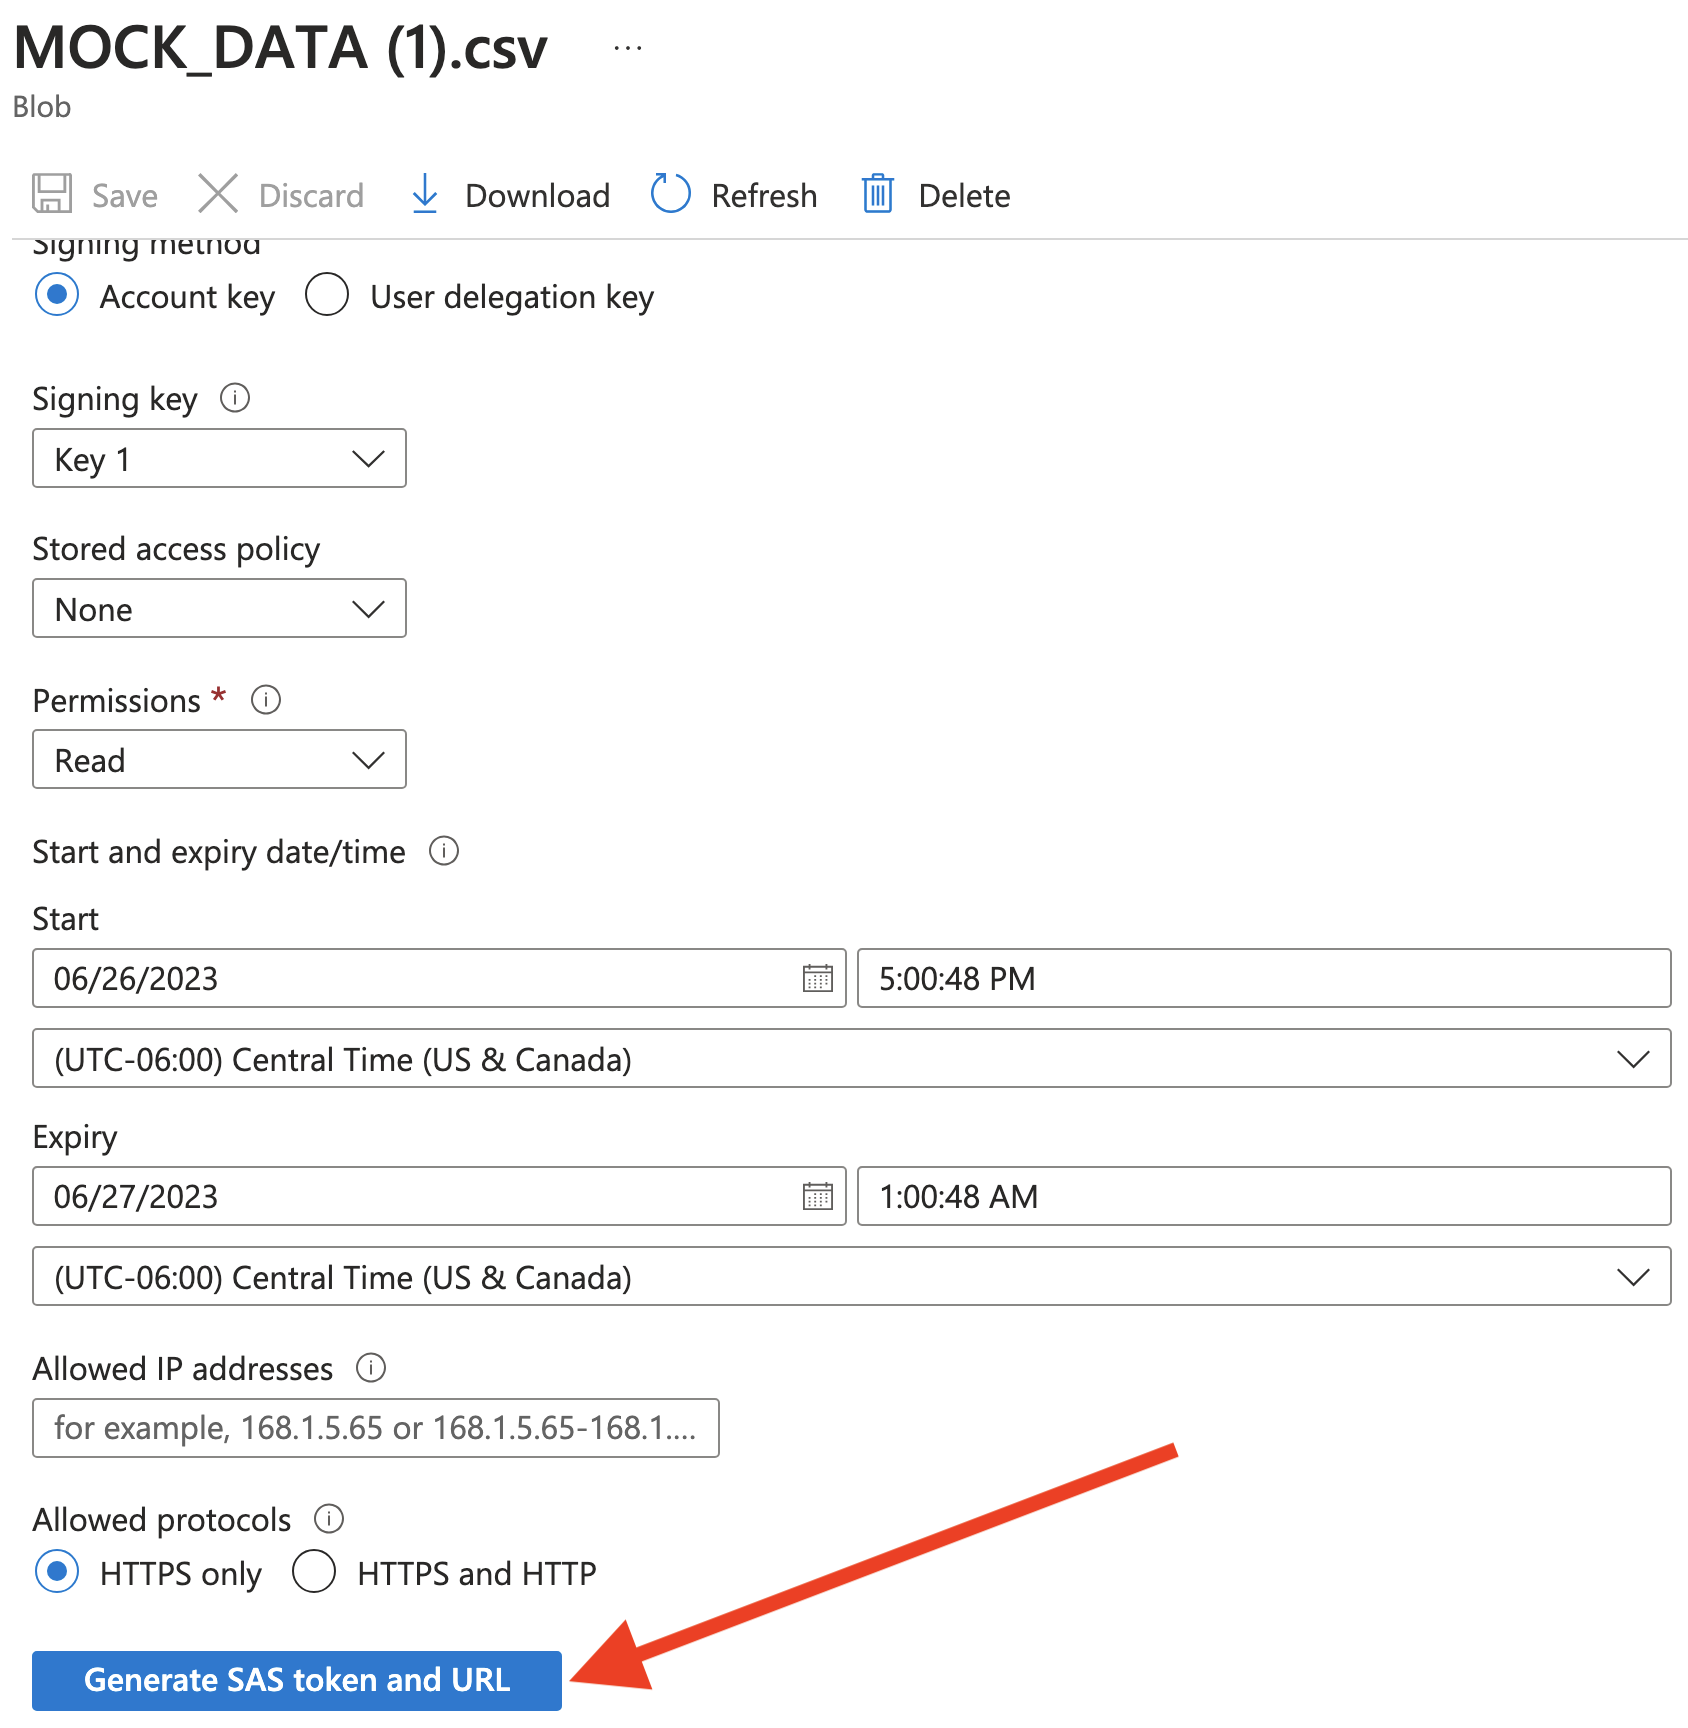 MOCK_DATA (1).csv ...
Blob
Save Discard Download Refresh Delete
Signing method
Account key User delegation key
Signing key
Key 1
Stored access policy
None
Permissions *
Read
Start and expiry date/time
Start
06/26/2023 5:00:48 PM
(UTC-06:00) Central Time (US & Canada)
Expiry
06/27/2023 1:00:48 AM
(UTC-06:00) Central Time (US & Canada)
Allowed IP addresses
for example, 168.1.5.65 or 168.1.5.65-168.1....
Allowed protocols
HTTPS only HTTPS and HTTP
Generate SAS token and URL